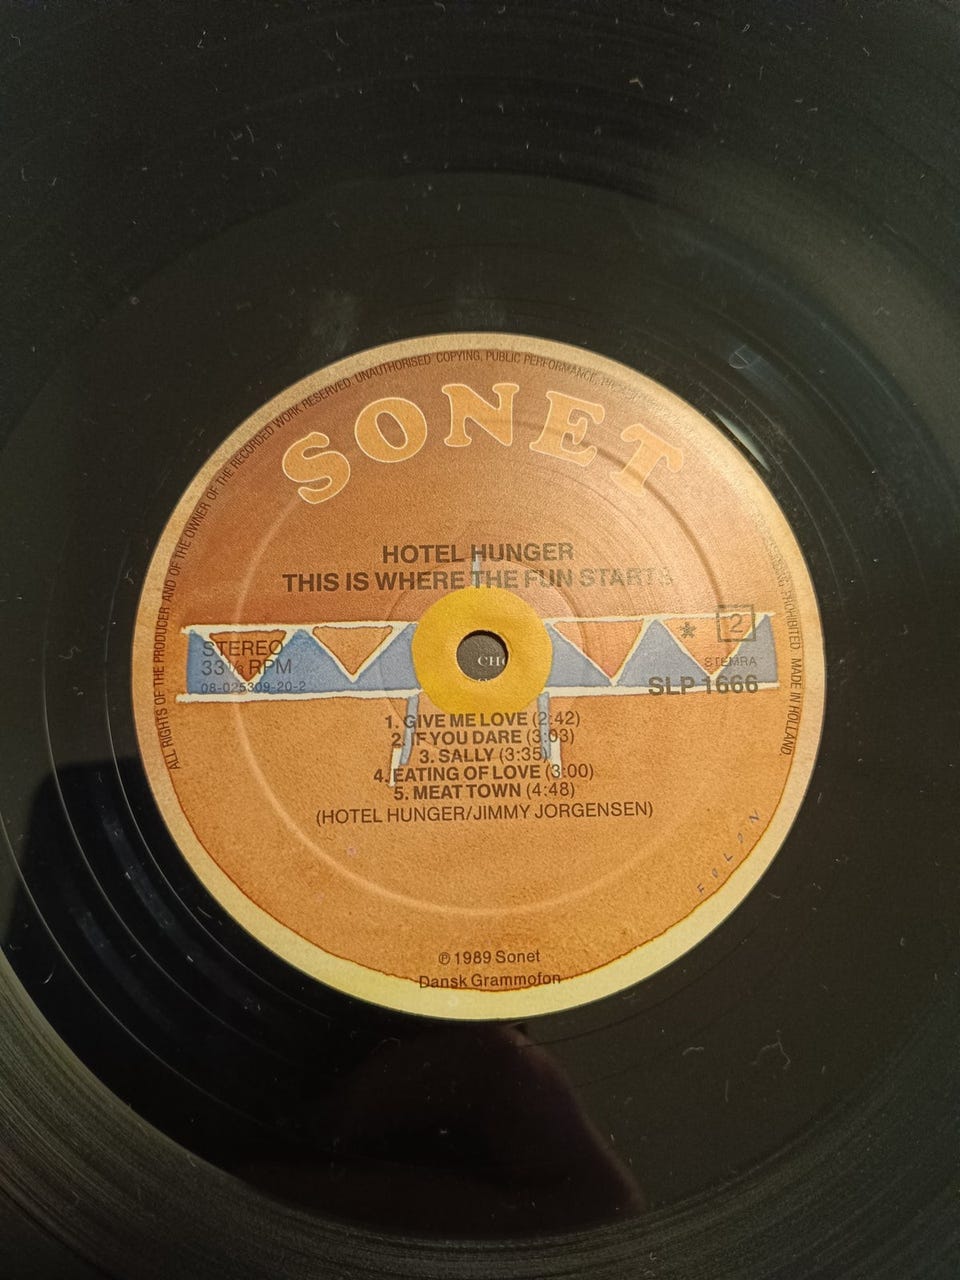 ALL RIGHTS OF THE PRODUCER AND OF THE OWNER OF THE RECORDED WORK RESERVED. UNAUTHORISED COPYING, PUBLIC PERFORMANCE, PROHIBITED. MADE IN HOLLAND.
SONET
HOTEL HUNGER
THIS IS WHERE THE FUN STARTS
STEREO
33⅓ RPM
08-025309-20-2
* 2
STEMRA
SLP 1666
CHO
1. GIVE ME LOVE (2:42)
2. IF YOU DARE (3:03)
3. SALLY (3:35)
4. EATING OF LOVE (3:00)
5. MEAT TOWN (4:48)
(HOTEL HUNGER/JIMMY JORGENSEN)
FOLON
℗ 1989 Sonet
Dansk Grammofon